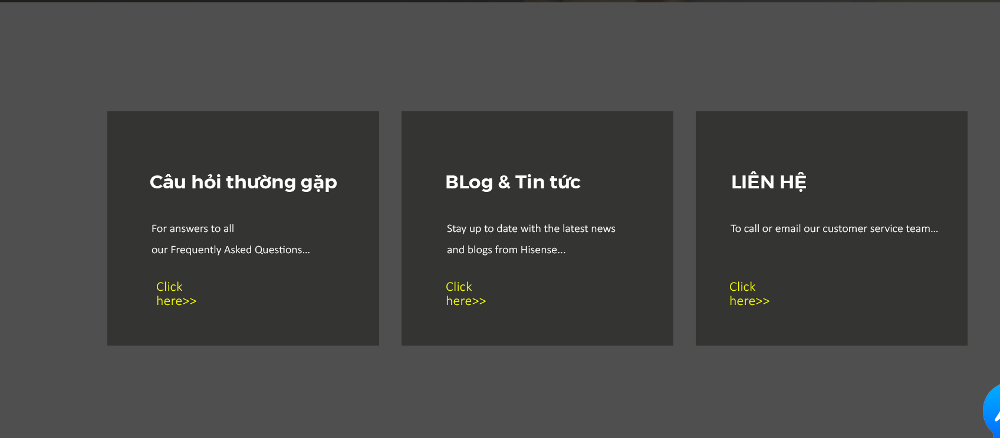 Câu hỏi thường gặp
For answers to all
our Frequently Asked Questions...
Click
here>>
BLog & Tin tức
Stay up to date with the latest news
and blogs from Hisense...
Click
here>>
LIÊN HỆ
To call or email our customer service team...
Click
here>>